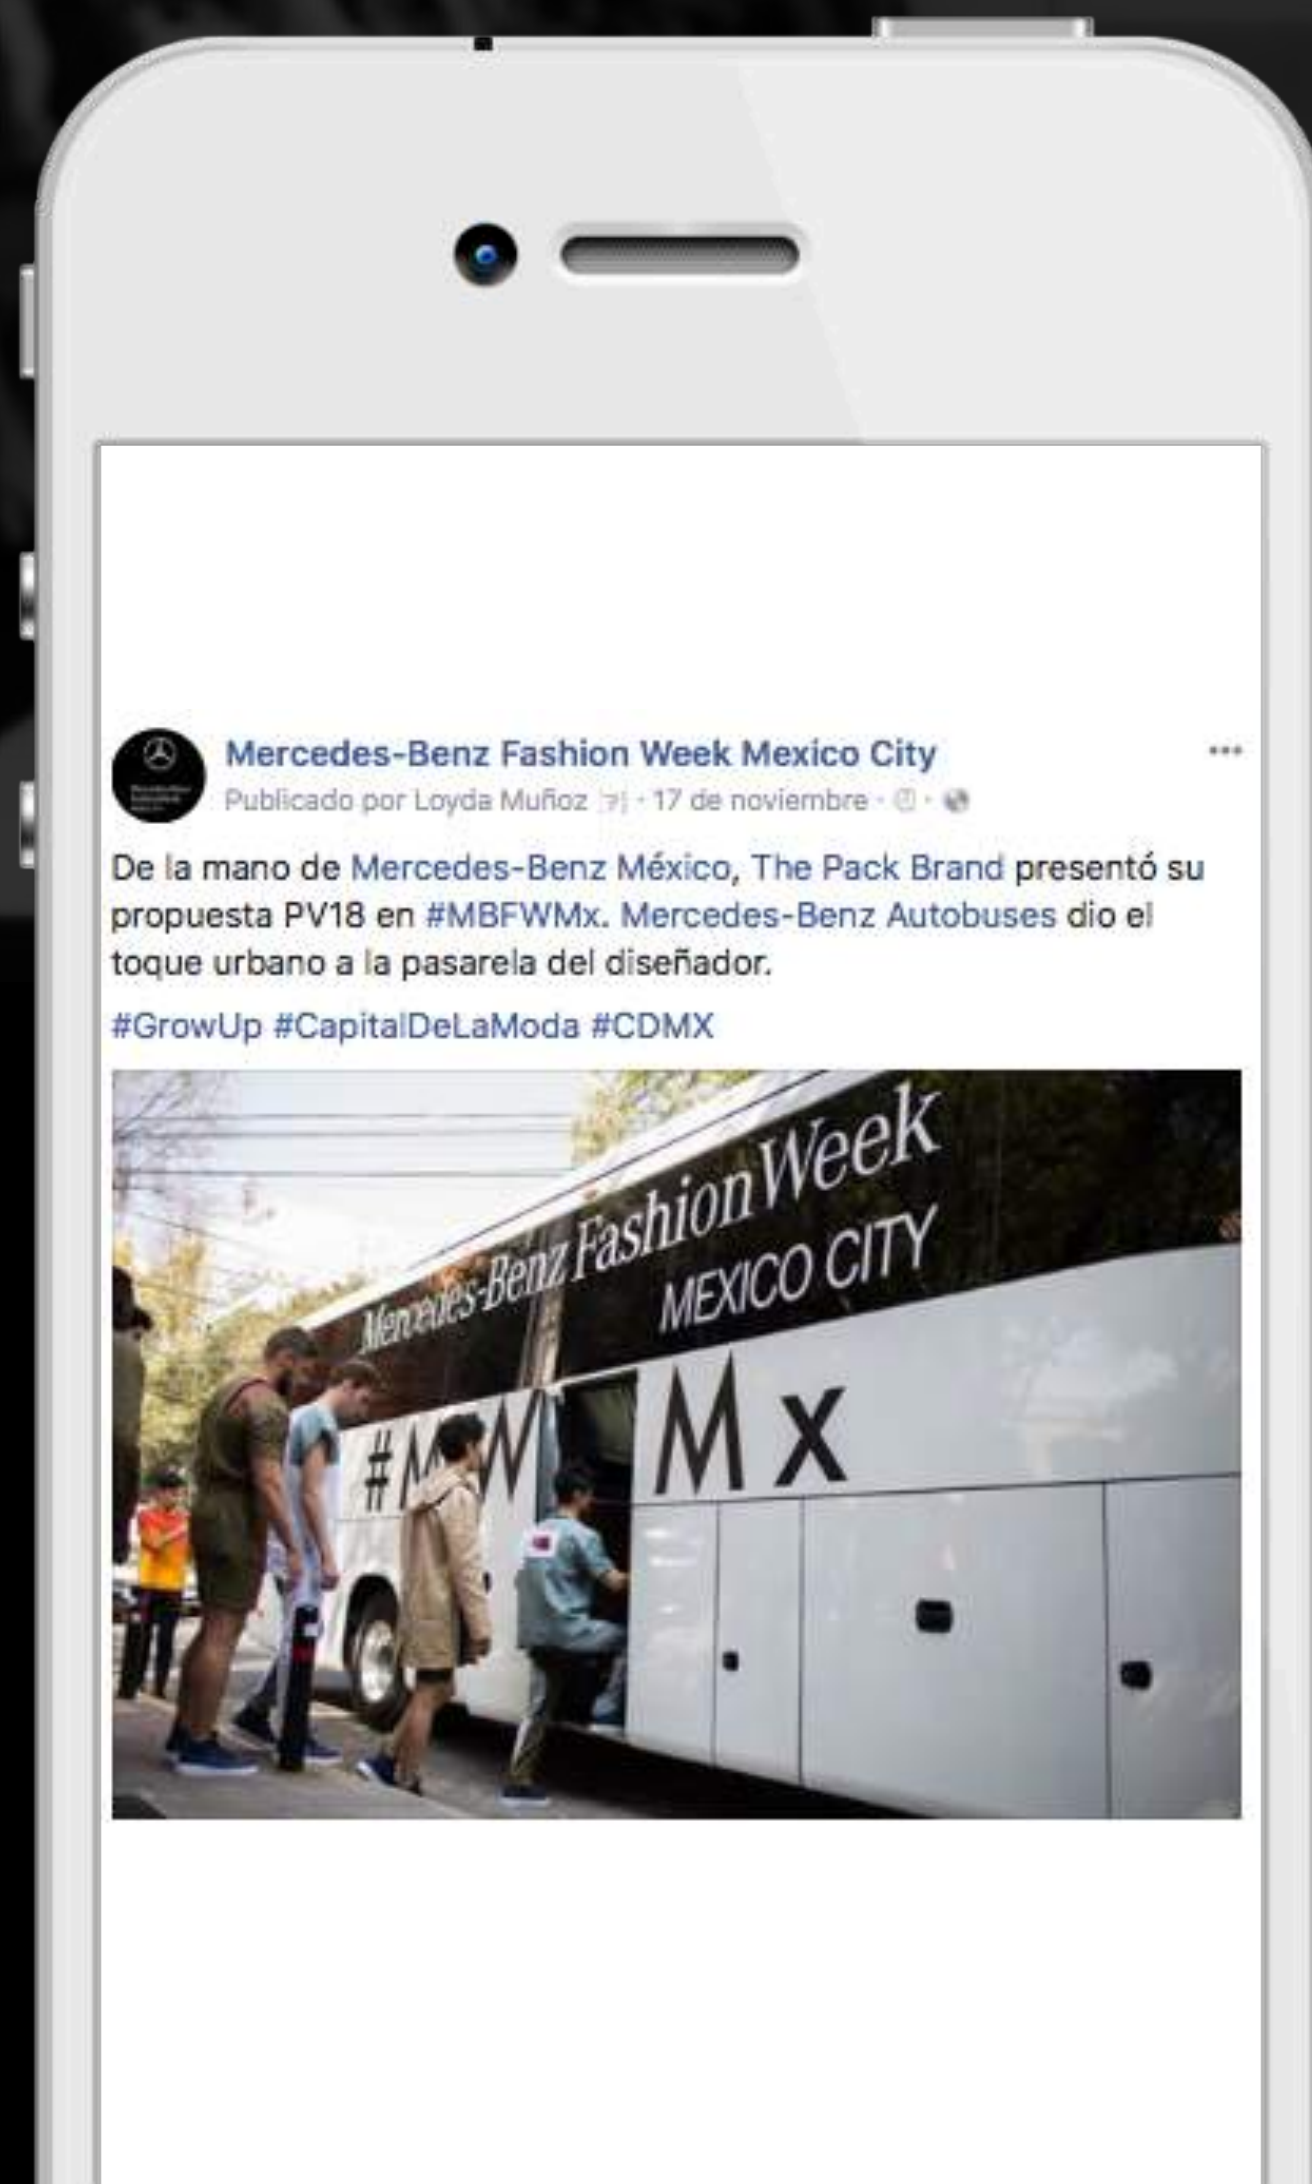 Mercedes-Benz Fashion Week Mexico City
Publicado por Loyda Muñoz [?] · 17 de noviembre ·
De la mano de Mercedes-Benz México, The Pack Brand presentó su
propuesta PV18 en #MBFWMx. Mercedes-Benz Autobuses dio el
toque urbano a la pasarela del diseñador.
#GrowUp #CapitalDeLaModa #CDMX
Mercedes-Benz Fashion Week
MEXICO CITY
Mx